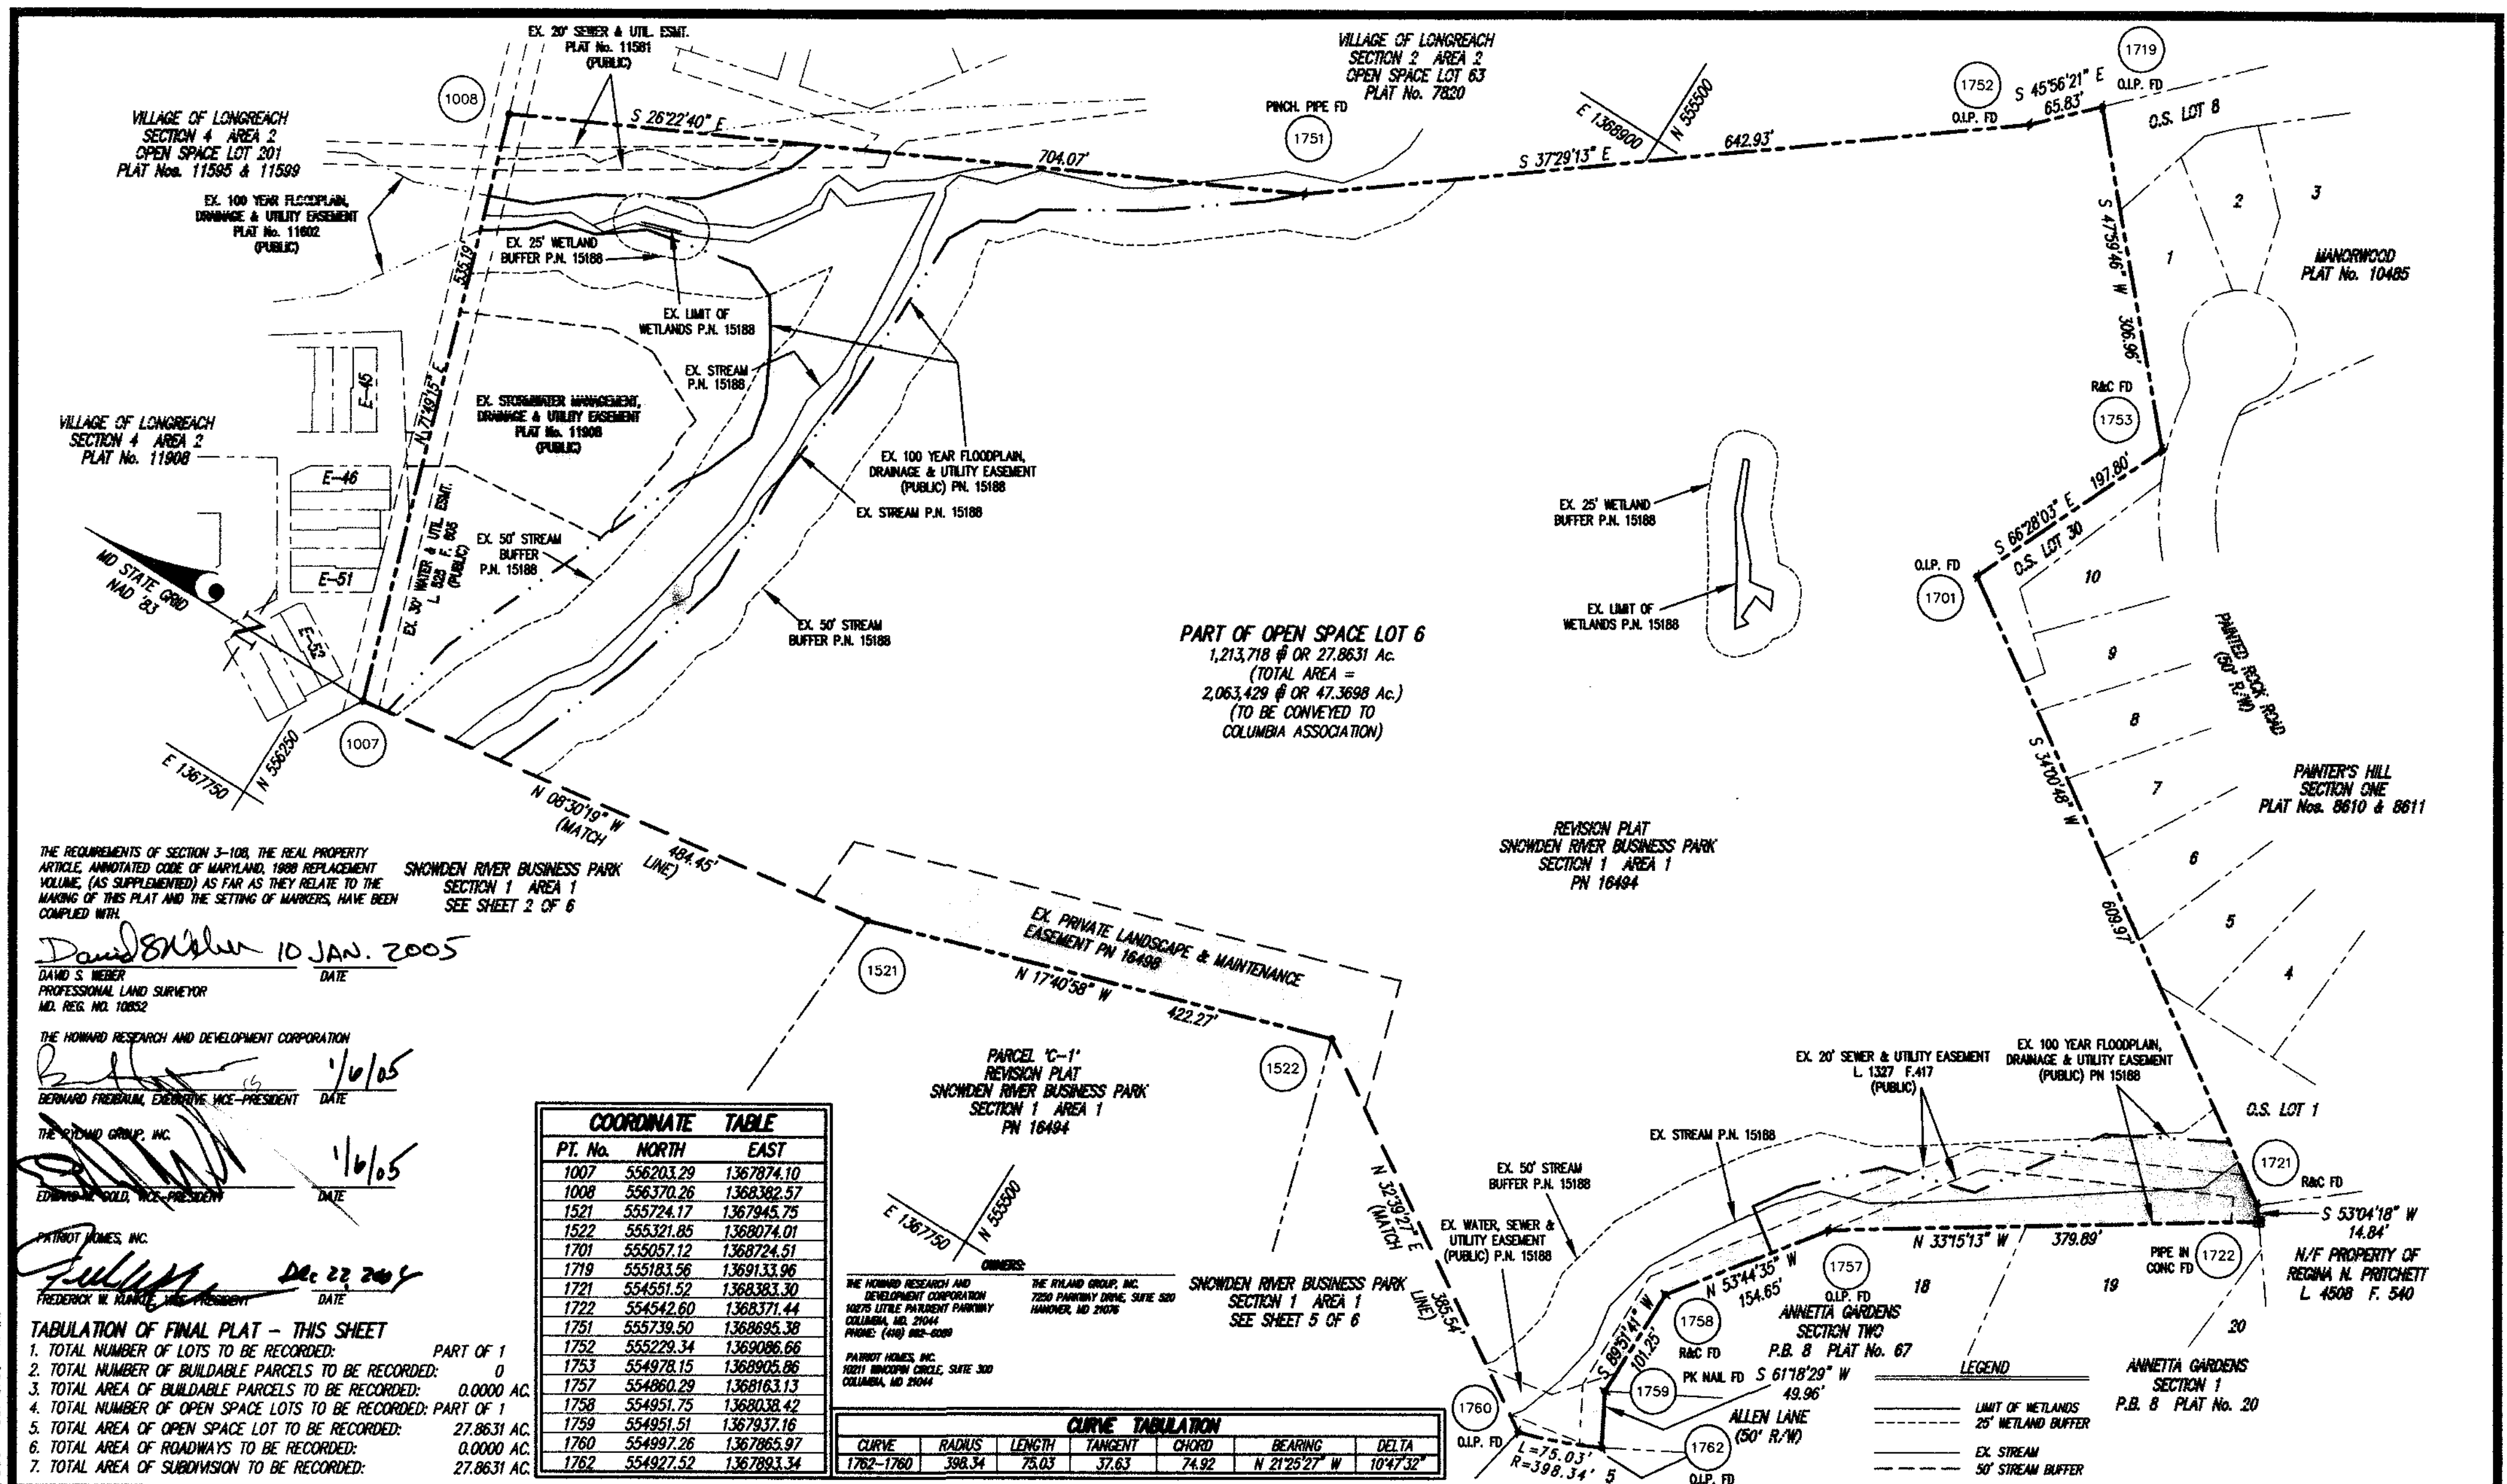 EX. 20' SEWER & UTIL. ESMT.
PLAT No. 11581
(PUBLIC)
VILLAGE OF LONGREACH
SECTION 2 AREA 2
OPEN SPACE LOT 63
PLAT No. 7820
1008
1752
1719
S 45°56'21" E
65.83'
O.I.P. FD
O.I.P. FD
O.S. LOT 8
VILLAGE OF LONGREACH
SECTION 4 AREA 2
OPEN SPACE LOT 201
PLAT Nos. 11595 & 11599
S 26°22'40" E
704.07'
PINCH. PIPE FD
1751
E 1368900
N 555500
S 37°29'13" E
642.93'
EX. 100 YEAR FLOODPLAIN,
DRAINAGE & UTILITY EASEMENT
PLAT No. 11602
(PUBLIC)
EX. 25' WETLAND
BUFFER P.N. 15188
535.19'
N 71°49'15" E
EX. LIMIT OF
WETLANDS P.N. 15188
EX. STREAM
P.N. 15188
S 47°59'46" W
306.96'
1
2
3
MANORWOOD
PLAT No. 10485
E-45
EX. STORMWATER MANAGEMENT,
DRAINAGE & UTILITY EASEMENT
PLAT No. 11908
(PUBLIC)
VILLAGE OF LONGREACH
SECTION 4 AREA 2
PLAT No. 11908
EX. 100 YEAR FLOODPLAIN,
DRAINAGE & UTILITY EASEMENT
(PUBLIC) PN. 15188
EX. STREAM P.N. 15188
R&C FD
1753
E-46
E-51
E-52
EX. 30' WATER & UTIL. ESMT.
L. 525 F. 605
(PUBLIC)
EX. 50' STREAM
BUFFER
P.N. 15188
EX. 25' WETLAND
BUFFER P.N. 15188
S 66°28'03" E
197.80'
O.S. LOT 30
O.I.P. FD
1701
10
MD STATE GRID
NAD '83
EX. 50' STREAM
BUFFER P.N. 15188
EX. LIMIT OF
WETLANDS P.N. 15188
PART OF OPEN SPACE LOT 6
1,213,718 ⏍ OR 27.8631 Ac.
(TOTAL AREA =
2,063,429 ⏍ OR 47.3698 Ac.)
(TO BE CONVEYED TO
COLUMBIA ASSOCIATION)
9
PAINTED ROCK ROAD
(50' R/W)
8
1007
E 1367750
N 556250
S 34°00'48" W
609.97'
7
PAINTER'S HILL
SECTION ONE
PLAT Nos. 8610 & 8611
N 08°30'19" W
484.45'
(MATCH LINE)
REVISION PLAT
SNOWDEN RIVER BUSINESS PARK
SECTION 1 AREA 1
PN 16494
6
5
4
THE REQUIREMENTS OF SECTION 3-108, THE REAL PROPERTY
ARTICLE, ANNOTATED CODE OF MARYLAND, 1988 REPLACEMENT
VOLUME, (AS SUPPLEMENTED) AS FAR AS THEY RELATE TO THE
MAKING OF THIS PLAT AND THE SETTING OF MARKERS, HAVE BEEN
COMPLIED WITH.
SNOWDEN RIVER BUSINESS PARK
SECTION 1 AREA 1
SEE SHEET 2 OF 6
EX. PRIVATE LANDSCAPE & MAINTENANCE
EASEMENT PN 16498
1521
N 17°40'58" W
422.27'
1522
David S Weber 10 JAN. 2005
DAVID S. WEBER
DATE
PROFESSIONAL LAND SURVEYOR
MD. REG. NO. 10852
THE HOWARD RESEARCH AND DEVELOPMENT CORPORATION
1/6/05
BERNARD FREIBAUM, EXECUTIVE VICE-PRESIDENT
DATE
PARCEL 'C-1'
REVISION PLAT
SNOWDEN RIVER BUSINESS PARK
SECTION 1 AREA 1
PN 16494
EX. 20' SEWER & UTILITY EASEMENT
L. 1327 F.417
(PUBLIC)
EX. 100 YEAR FLOODPLAIN,
DRAINAGE & UTILITY EASEMENT
(PUBLIC) PN 15188
O.S. LOT 1
THE RYLAND GROUP, INC.
1/6/05
EDWARD W. GOLD, VICE-PRESIDENT
DATE
PATRIOT HOMES, INC.
Dec 22 2004
FREDERICK W. KUNKLE, VICE-PRESIDENT
DATE
EX. STREAM P.N. 15188
EX. 50' STREAM
BUFFER P.N. 15188
EX. WATER, SEWER &
UTILITY EASEMENT
(PUBLIC) P.N. 15188
N 32°39'27" E
385.54'
(MATCH LINE)
1721
R&C FD
S 53°04'18" W
14.84'
N 33°15'13" W
379.89'
PIPE IN
CONC FD
1722
N/F PROPERTY OF
REGINA N. PRITCHETT
L. 4508 F. 540
E 1367750
N 555500
COORDINATE TABLE
PT. No. NORTH EAST
1007 556203.29 1367874.10
1008 556370.26 1368382.57
1521 555724.17 1367945.75
1522 555321.85 1368074.01
1701 555057.12 1368724.51
1719 555183.56 1369133.96
1721 554551.52 1368383.30
1722 554542.60 1368371.44
1751 555739.50 1368695.38
1752 555229.34 1369086.66
1753 554978.15 1368905.86
1757 554860.29 1368163.13
1758 554951.75 1368038.42
1759 554951.51 1367937.16
1760 554997.26 1367865.97
1762 554927.52 1367893.34
OWNERS:
THE HOWARD RESEARCH AND
DEVELOPMENT CORPORATION
10275 LITTLE PATUXENT PARKWAY
COLUMBIA, MD. 21044
PHONE: (410) 992-6089
THE RYLAND GROUP, INC.
7250 PARKWAY DRIVE, SUITE 520
HANOVER, MD 21076
PATRIOT HOMES, INC.
10211 WINCOPIN CIRCLE, SUITE 300
COLUMBIA, MD 21044
SNOWDEN RIVER BUSINESS PARK
SECTION 1 AREA 1
SEE SHEET 5 OF 6
N 53°44'35" W
154.65'
1757
O.I.P. FD
18
19
20
1758
R&C FD
ANNETTA GARDENS
SECTION TWO
P.B. 8 PLAT No. 67
S 89°51'41" W
101.25'
1759
PK NAIL FD
S 61°18'29" W
49.96'
ALLEN LANE
(50' R/W)
1760
O.I.P. FD
L=75.03'
R=398.34'
5
1762
O.I.P. FD
TABULATION OF FINAL PLAT - THIS SHEET
1. TOTAL NUMBER OF LOTS TO BE RECORDED: PART OF 1
2. TOTAL NUMBER OF BUILDABLE PARCELS TO BE RECORDED: 0
3. TOTAL AREA OF BUILDABLE PARCELS TO BE RECORDED: 0.0000 AC.
4. TOTAL NUMBER OF OPEN SPACE LOTS TO BE RECORDED: PART OF 1
5. TOTAL AREA OF OPEN SPACE LOT TO BE RECORDED: 27.8631 AC.
6. TOTAL AREA OF ROADWAYS TO BE RECORDED: 0.0000 AC.
7. TOTAL AREA OF SUBDIVISION TO BE RECORDED: 27.8631 AC.
CURVE TABULATION
CURVE RADIUS LENGTH TANGENT CHORD BEARING DELTA
1762-1760 398.34 75.03 37.63 74.92 N 21°25'27" W 10°47'32"
LEGEND
LIMIT OF WETLANDS
25' WETLAND BUFFER
EX. STREAM
50' STREAM BUFFER
ANNETTA GARDENS
SECTION 1
P.B. 8 PLAT No. 20